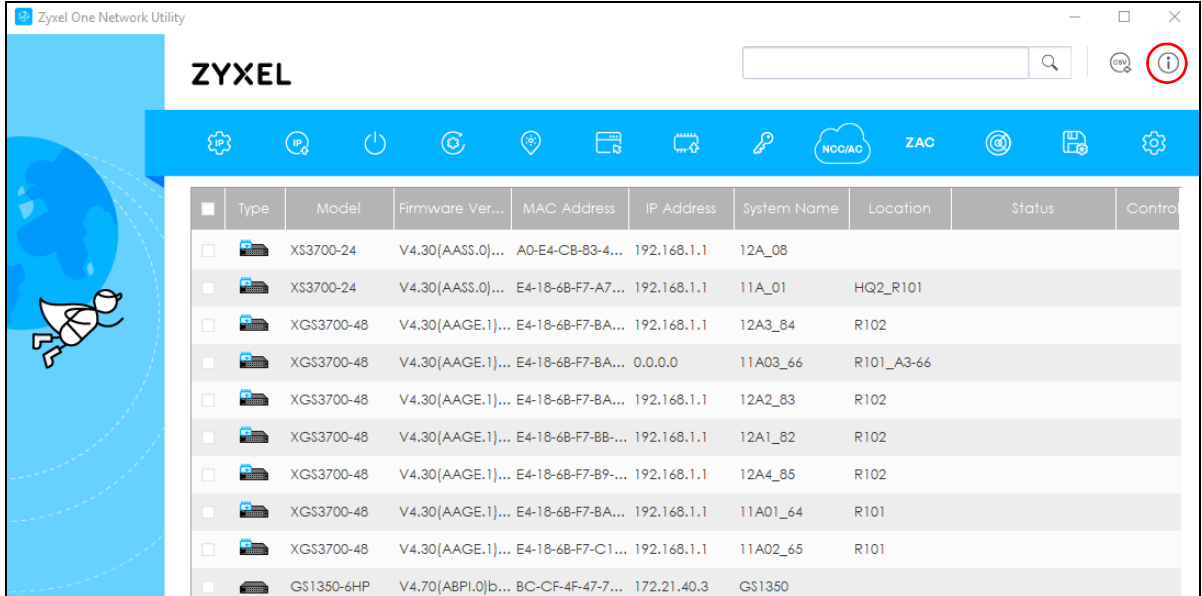 Zyxel One Network Utility
ZYXEL
CSV
IP IP NCC/AC ZAC
Type Model Firmware Ver... MAC Address IP Address System Name Location Status Control
XS3700-24 V4.30(AASS.0)... A0-E4-CB-83-4... 192.168.1.1 12A_08
XS3700-24 V4.30(AASS.0)... E4-18-6B-F7-A7... 192.168.1.1 11A_01 HQ2_R101
XGS3700-48 V4.30(AAGE.1)... E4-18-6B-F7-BA... 192.168.1.1 12A3_84 R102
XGS3700-48 V4.30(AAGE.1)... E4-18-6B-F7-BA... 0.0.0.0 11A03_66 R101_A3-66
XGS3700-48 V4.30(AAGE.1)... E4-18-6B-F7-BA... 192.168.1.1 12A2_83 R102
XGS3700-48 V4.30(AAGE.1)... E4-18-6B-F7-BB-... 192.168.1.1 12A1_82 R102
XGS3700-48 V4.30(AAGE.1)... E4-18-6B-F7-B9-... 192.168.1.1 12A4_85 R102
XGS3700-48 V4.30(AAGE.1)... E4-18-6B-F7-BA... 192.168.1.1 11A01_64 R101
XGS3700-48 V4.30(AAGE.1)... E4-18-6B-F7-C1... 192.168.1.1 11A02_65 R101
GS1350-6HP V4.70(ABPI.0)b... BC-CF-4F-47-7... 172.21.40.3 GS1350